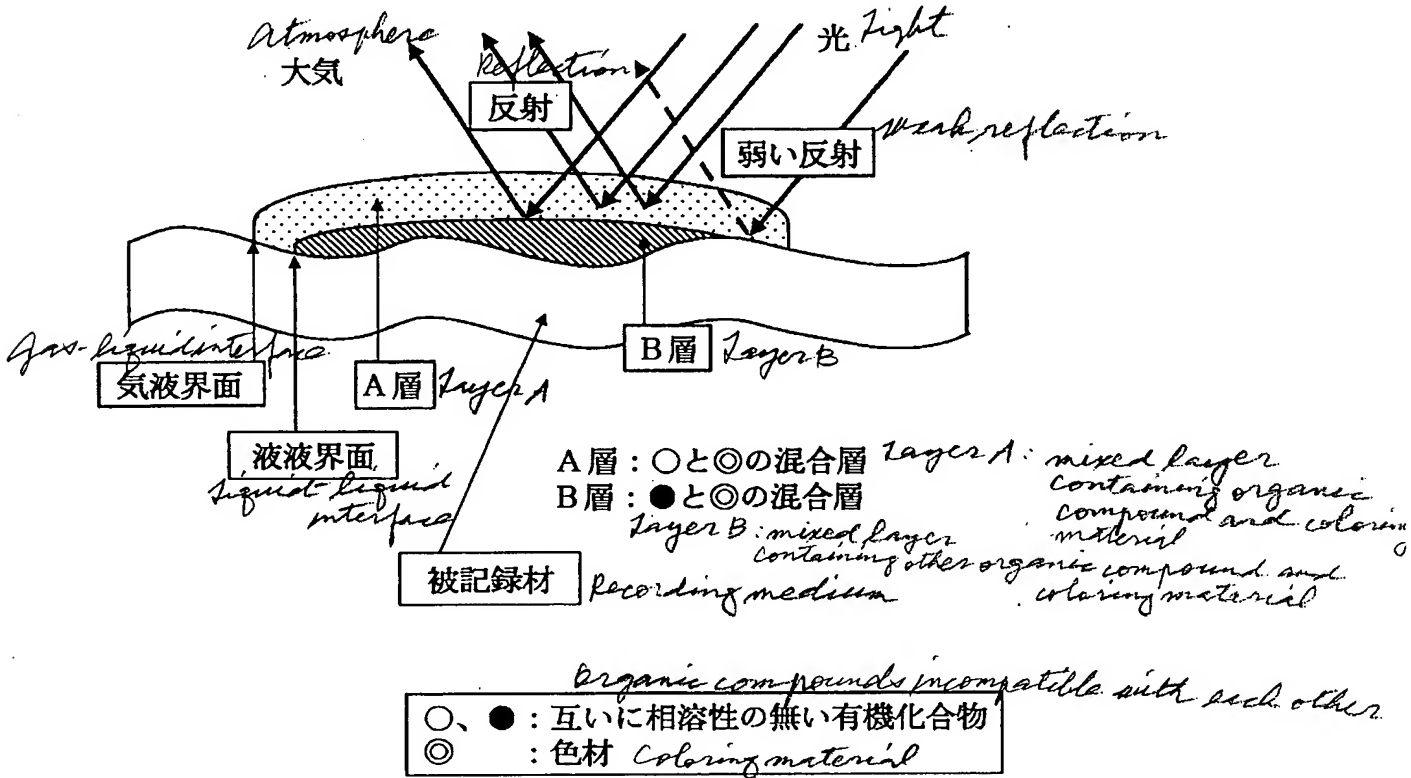 Atmosphere
大気
Reflection
反射
光 Light
weak reflection
弱い反射
Gas-liquid interface
気液界面
A層 Layer A
B層 Layer B
液液界面
Liquid-liquid
interface
A層：○と◎の混合層 Layer A: mixed layer
containing organic
compound and coloring
material
B層：●と◎の混合層
Layer B: mixed layer
containing other organic compound and
coloring material
被記録材 Recording medium
Organic compounds incompatible with each other
○、●：互いに相溶性の無い有機化合物
◎：色材 Coloring material